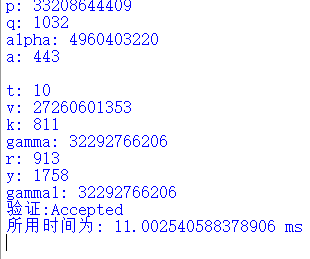 p: 33208644409
q: 1032
alpha: 4960403220
a: 443
t: 10
v: 27260601353
k: 811
gamma: 32292766206
r: 913
y: 1758
gamma1: 32292766206
验证:Accepted
所用时间为: 11.002540588378906 ms